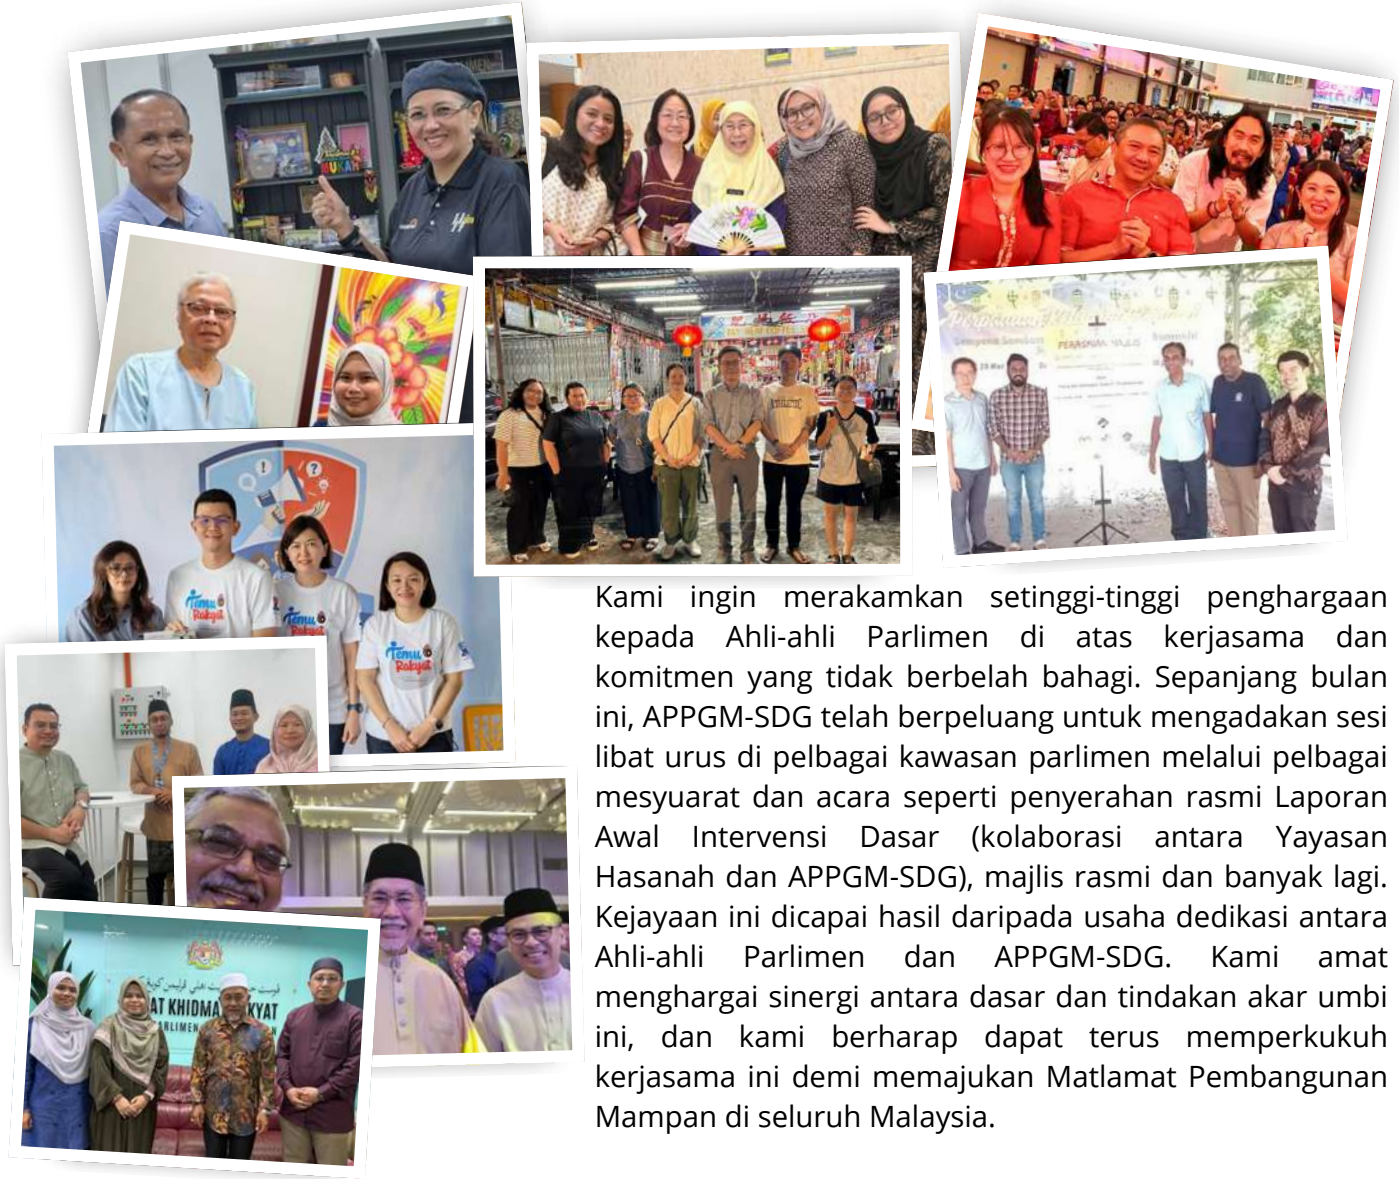 MUKAH
Temu
Rakyat
Temu
Rakyat
Temu
Rakyat
PERASMIAN MAJLIS
AT KHIDMA
KYAT
Kami ingin merakamkan setinggi-tinggi penghargaan
kepada Ahli-ahli Parlimen di atas kerjasama dan
komitmen yang tidak berbelah bahagi. Sepanjang bulan
ini, APPGM-SDG telah berpeluang untuk mengadakan sesi
libat urus di pelbagai kawasan parlimen melalui pelbagai
mesyuarat dan acara seperti penyerahan rasmi Laporan
Awal Intervensi Dasar (kolaborasi antara Yayasan
Hasanah dan APPGM-SDG), majlis rasmi dan banyak lagi.
Kejayaan ini dicapai hasil daripada usaha dedikasi antara
Ahli-ahli Parlimen dan APPGM-SDG. Kami amat
menghargai sinergi antara dasar dan tindakan akar umbi
ini, dan kami berharap dapat terus memperkukuh
kerjasama ini demi memajukan Matlamat Pembangunan
Mampan di seluruh Malaysia.